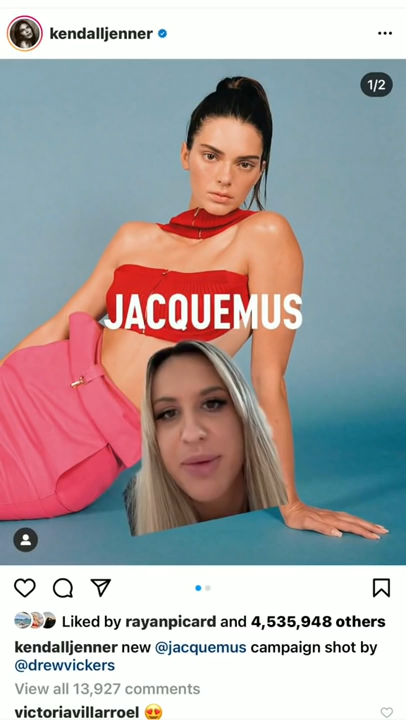 kendalljenner
1/2
JACQUEMUS
Liked by rayanpicard and 4,535,948 others
kendalljenner new @jacquemus campaign shot by
@drewvickers
View all 13,927 comments
victoriavillarroel 😍